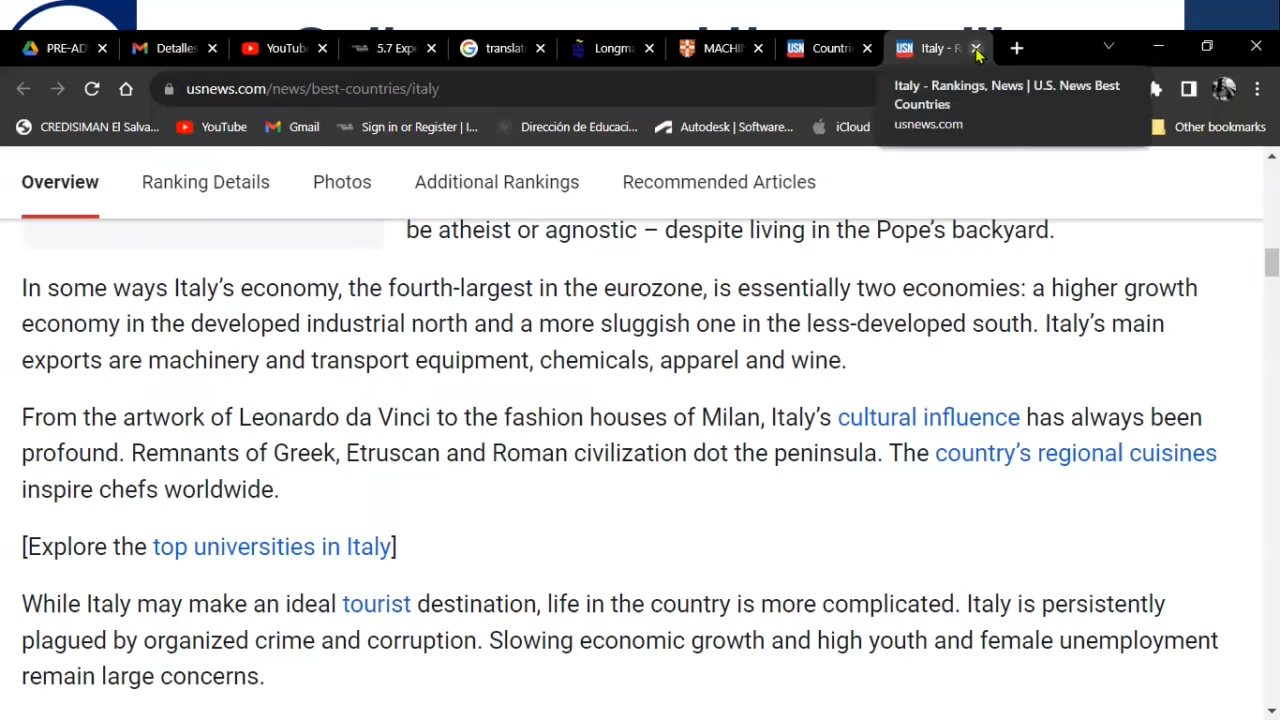 PRE-AD
Detalles
YouTub
5.7 Exp
translat
Longm
MACHI
USN Countri
USN Italy - R
usnews.com/news/best-countries/italy
Italy - Rankings, News | U.S. News Best
Countries
usnews.com
CREDISIMAN El Salva...
YouTube
Gmail
Sign in or Register | I...
Dirección de Educaci...
Autodesk | Software...
iCloud
Other bookmarks
Overview
Ranking Details
Photos
Additional Rankings
Recommended Articles
be atheist or agnostic – despite living in the Pope’s backyard.
In some ways Italy’s economy, the fourth-largest in the eurozone, is essentially two economies: a higher growth
economy in the developed industrial north and a more sluggish one in the less-developed south. Italy’s main
exports are machinery and transport equipment, chemicals, apparel and wine.
From the artwork of Leonardo da Vinci to the fashion houses of Milan, Italy’s cultural influence has always been
profound. Remnants of Greek, Etruscan and Roman civilization dot the peninsula. The country’s regional cuisines
inspire chefs worldwide.
[Explore the top universities in Italy]
While Italy may make an ideal tourist destination, life in the country is more complicated. Italy is persistently
plagued by organized crime and corruption. Slowing economic growth and high youth and female unemployment
remain large concerns.